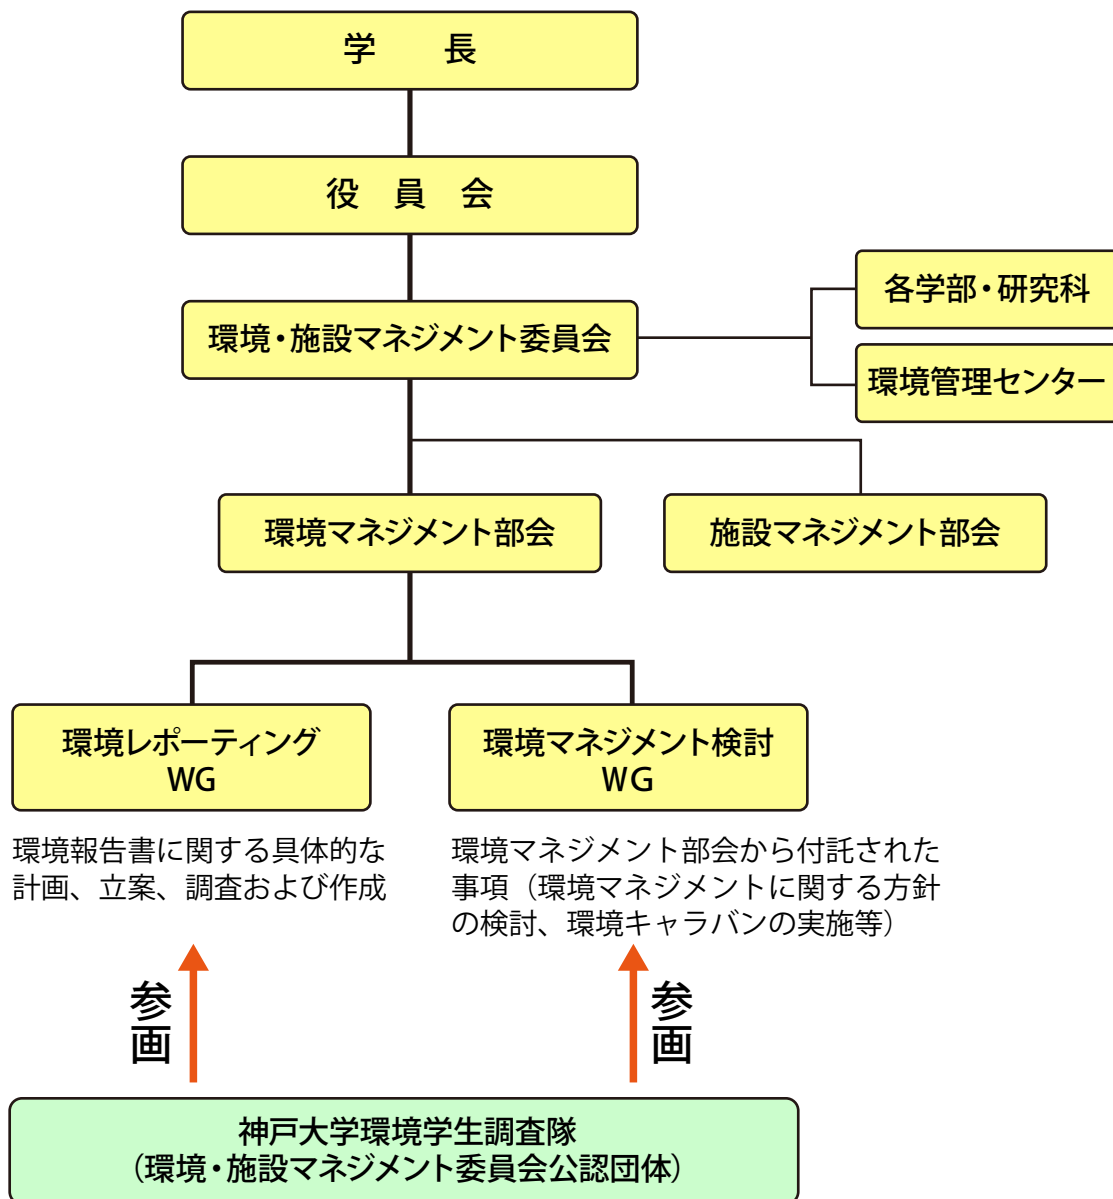 学　長
役　員　会
環境・施設マネジメント委員会
各学部・研究科
環境管理センター
環境マネジメント部会
施設マネジメント部会
環境レポーティング
WG
環境報告書に関する具体的な
計画、立案、調査および作成
環境マネジメント検討
WG
環境マネジメント部会から付託された
事項（環境マネジメントに関する方針
の検討、環境キャラバンの実施等）
参画
参画
神戸大学環境学生調査隊
（環境・施設マネジメント委員会公認団体）